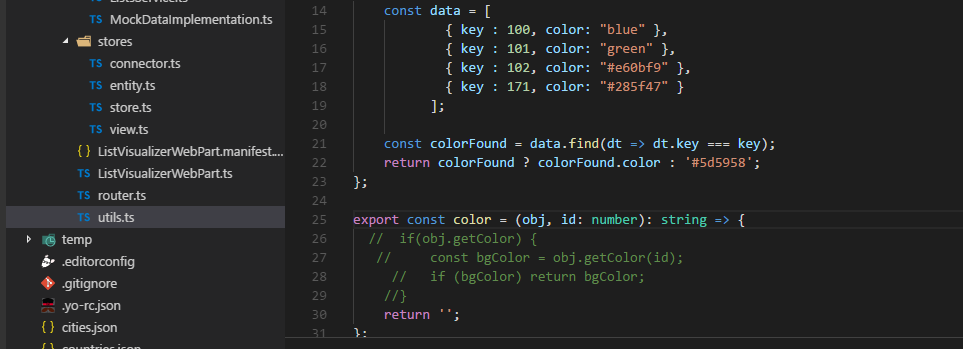 ListsService.ts
TS MockDataImplementation.ts
stores
TS connector.ts
TS entity.ts
TS store.ts
TS view.ts
{ } ListVisualizerWebPart.manifest....
TS ListVisualizerWebPart.ts
TS router.ts
TS utils.ts
temp
.editorconfig
.gitignore
.yo-rc.json
{ } cities.json
{ } countries.json
14 const data = [
15 { key : 100, color: "blue" },
16 { key : 101, color: "green" },
17 { key : 102, color: "#e60bf9" },
18 { key : 171, color: "#285f47" }
19 ];
20
21 const colorFound = data.find(dt => dt.key === key);
22 return colorFound ? colorFound.color : '#5d5958';
23 };
24
25 export const color = (obj, id: number): string => {
26 // if(obj.getColor) {
27 // const bgColor = obj.getColor(id);
28 // if (bgColor) return bgColor;
29 //}
30 return '';
31 };